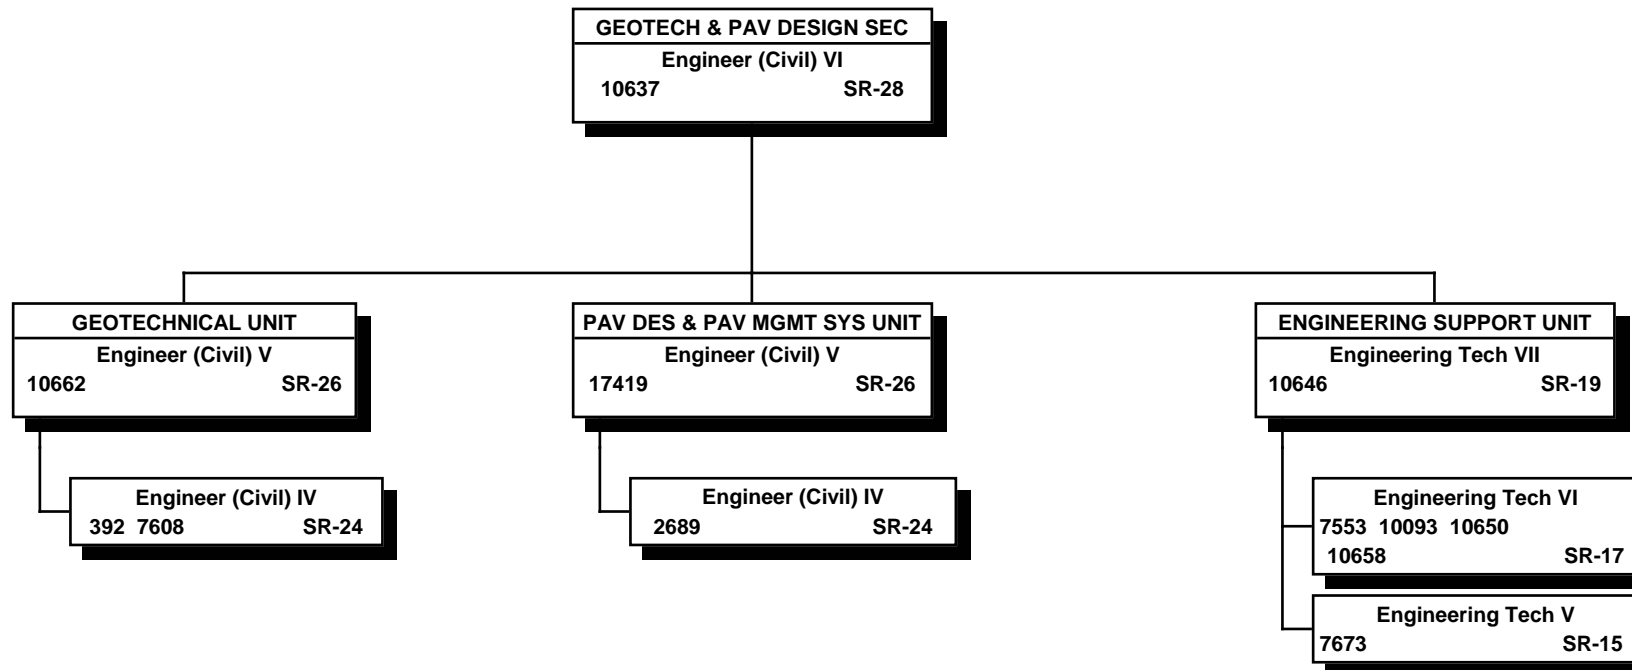 GEOTECH & PAV DESIGN SEC
Engineer (Civil) VI
10637 SR-28
GEOTECHNICAL UNIT
Engineer (Civil) V
10662 SR-26
Engineer (Civil) IV
392 7608 SR-24
PAV DES & PAV MGMT SYS UNIT
Engineer (Civil) V
17419 SR-26
Engineer (Civil) IV
2689 SR-24
ENGINEERING SUPPORT UNIT
Engineering Tech VII
10646 SR-19
Engineering Tech VI
7553 10093 10650
10658 SR-17
Engineering Tech V
7673 SR-15